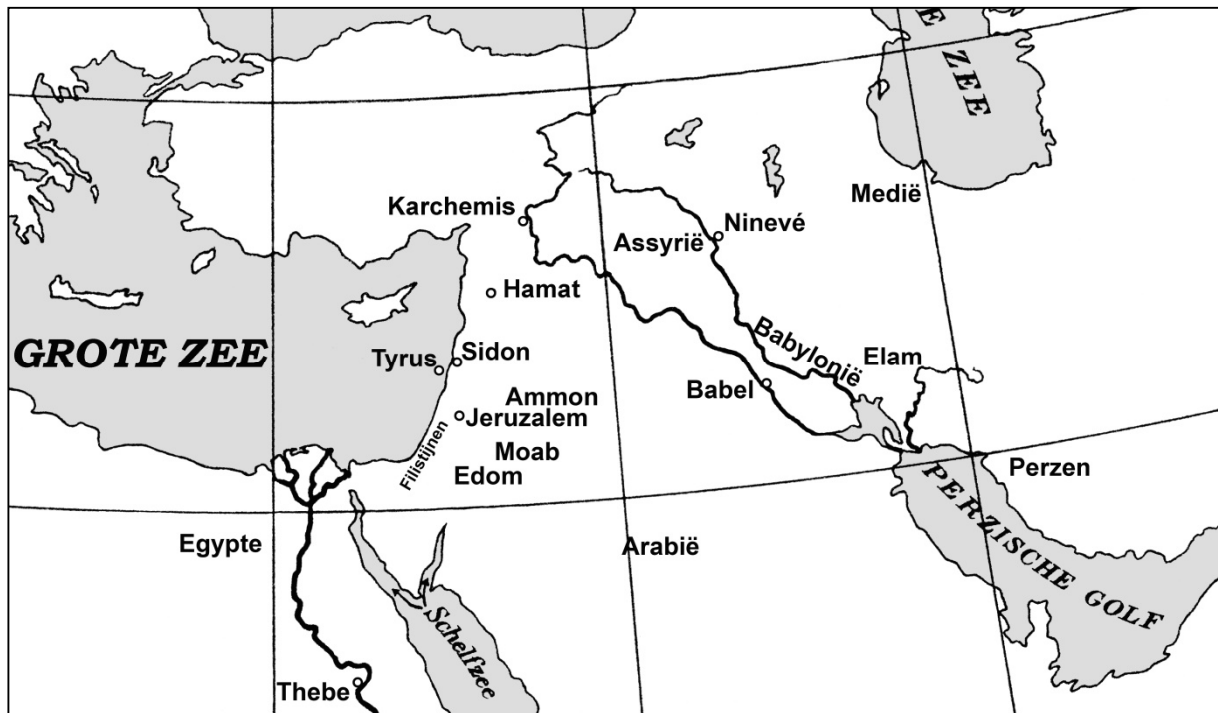 E ZEE
Medië
Karchemis
Ninevé
Assyrië
Hamat
GROTE ZEE
Babylonië
Tyrus
Sidon
Elam
Babel
Ammon
Jeruzalem
Filistijnen
Moab
Edom
Perzen
PERZISCHE GOLF
Egypte
Arabië
Schelfzee
Thebe